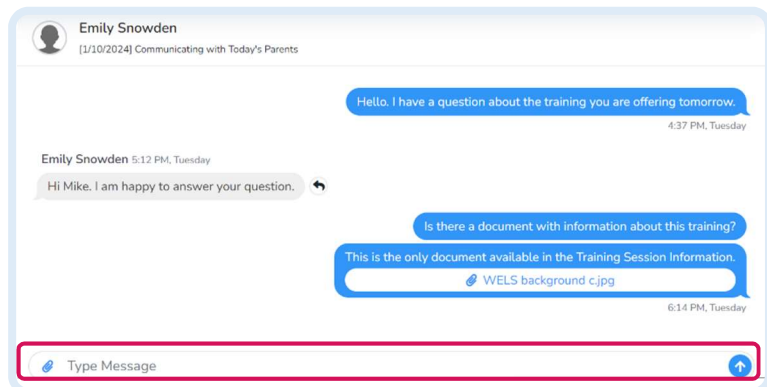 Emily Snowden
[1/10/2024] Communicating with Today's Parents
Hello. I have a question about the training you are offering tomorrow.
4:37 PM, Tuesday
Emily Snowden 5:12 PM, Tuesday
Hi Mike. I am happy to answer your question.
Is there a document with information about this training?
This is the only document available in the Training Session Information.
WELS background c.jpg
6:14 PM, Tuesday
Type Message